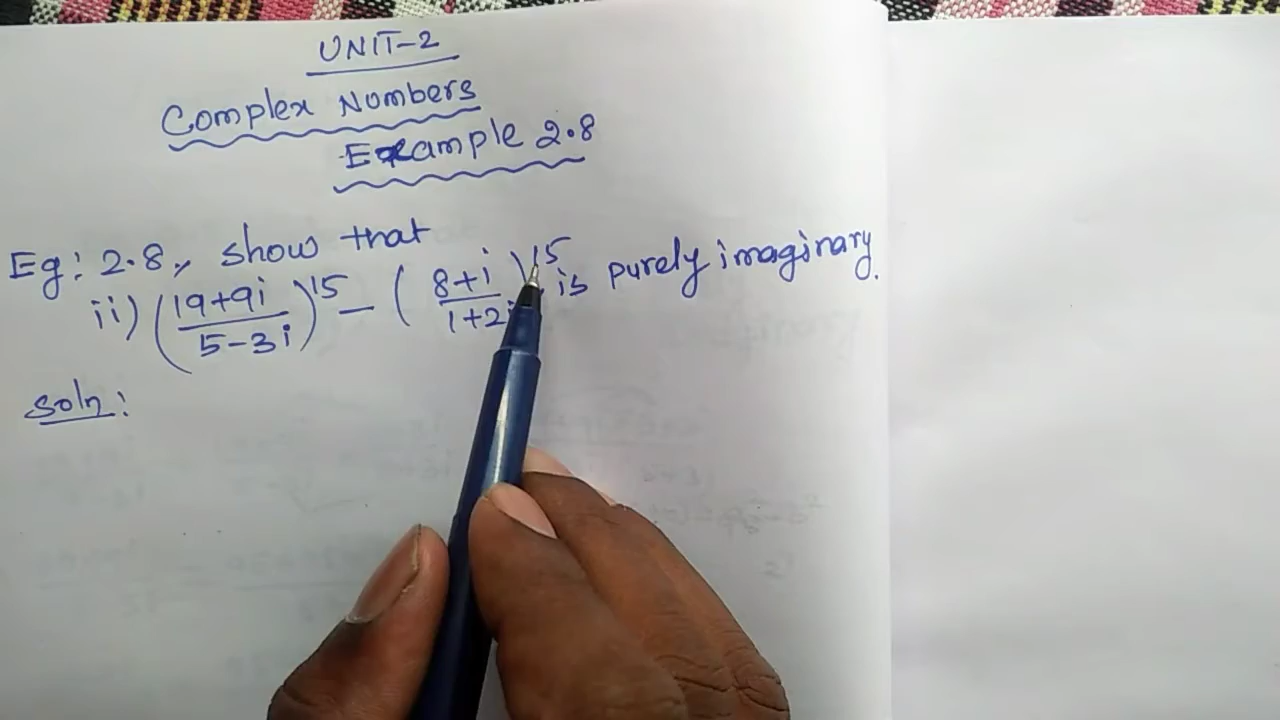 UNIT-2
Complex Numbers
Example 2.8
Eg: 2.8, show that
ii) (19+9i / 5-3i)^15 - (8+i / 1+2i)^15 is purely imaginary.
Soln: